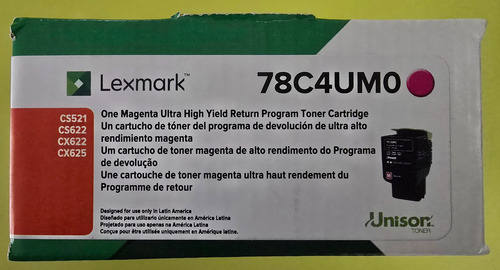 Lexmark™
78C4UM0
CS521
CS622
CX622
CX625
One Magenta Ultra High Yield Return Program Toner Cartridge
Un cartucho de tóner del programa de devolución de ultra alto
rendimiento magenta
Um cartucho de toner magenta de alto rendimento do Programa
de devolução
Une cartouche de toner magenta ultra haut rendement du
Programme de retour
Designed for use only in Latin America
Diseñado para utilizarlo únicamente en América Latina
Projetado para uso apenas na América Latina
Conçue pour être utilisée uniquement en Amérique latine.
Unison
TONER